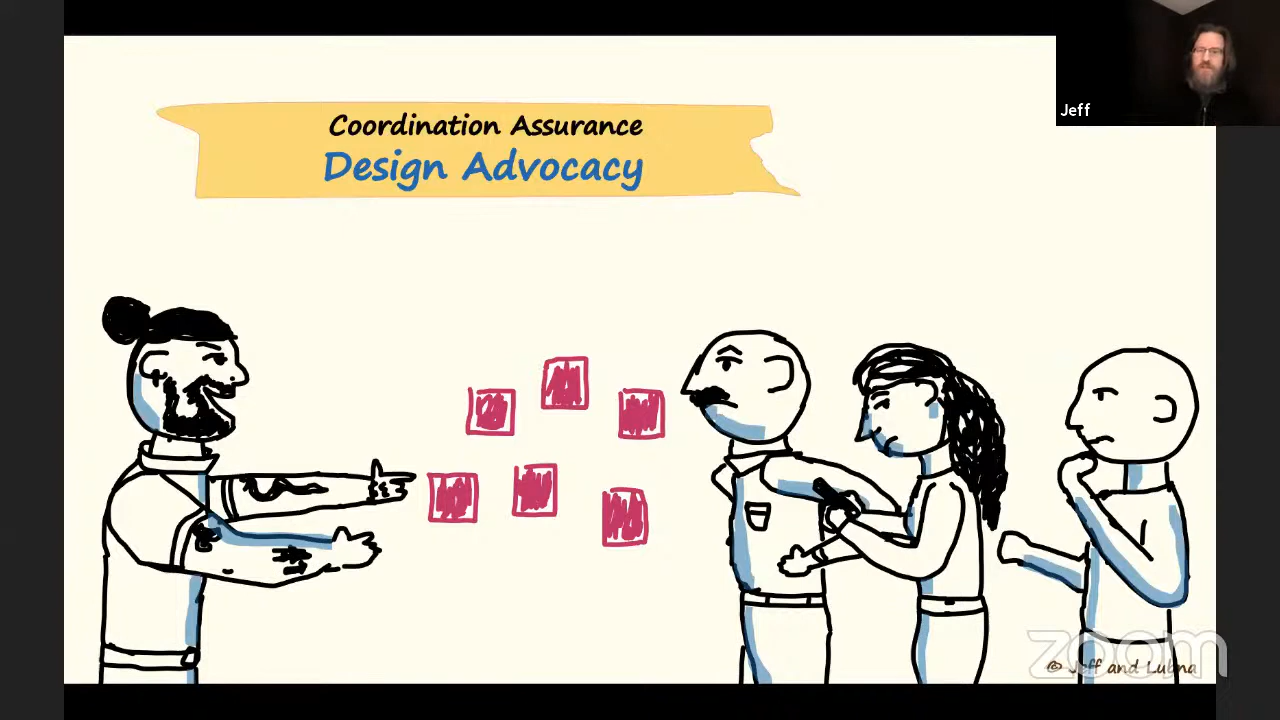 Coordination Assurance
Design Advocacy
Jeff
zoom
© Jeff and Lubna